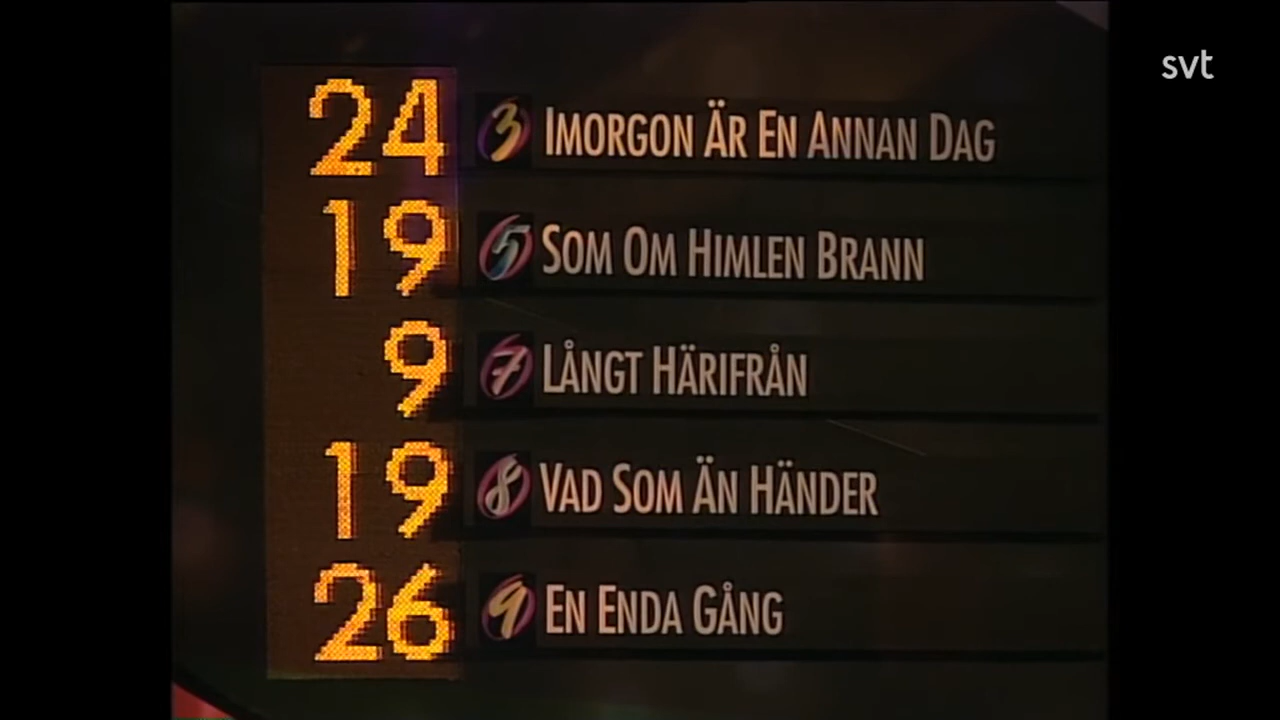 svt
24 3 IMORGON ÄR EN ANNAN DAG
19 5 SOM OM HIMLEN BRANN
9 7 LÅNGT HÄRIFRÅN
19 8 VAD SOM ÄN HÄNDER
26 9 EN ENDA GÅNG